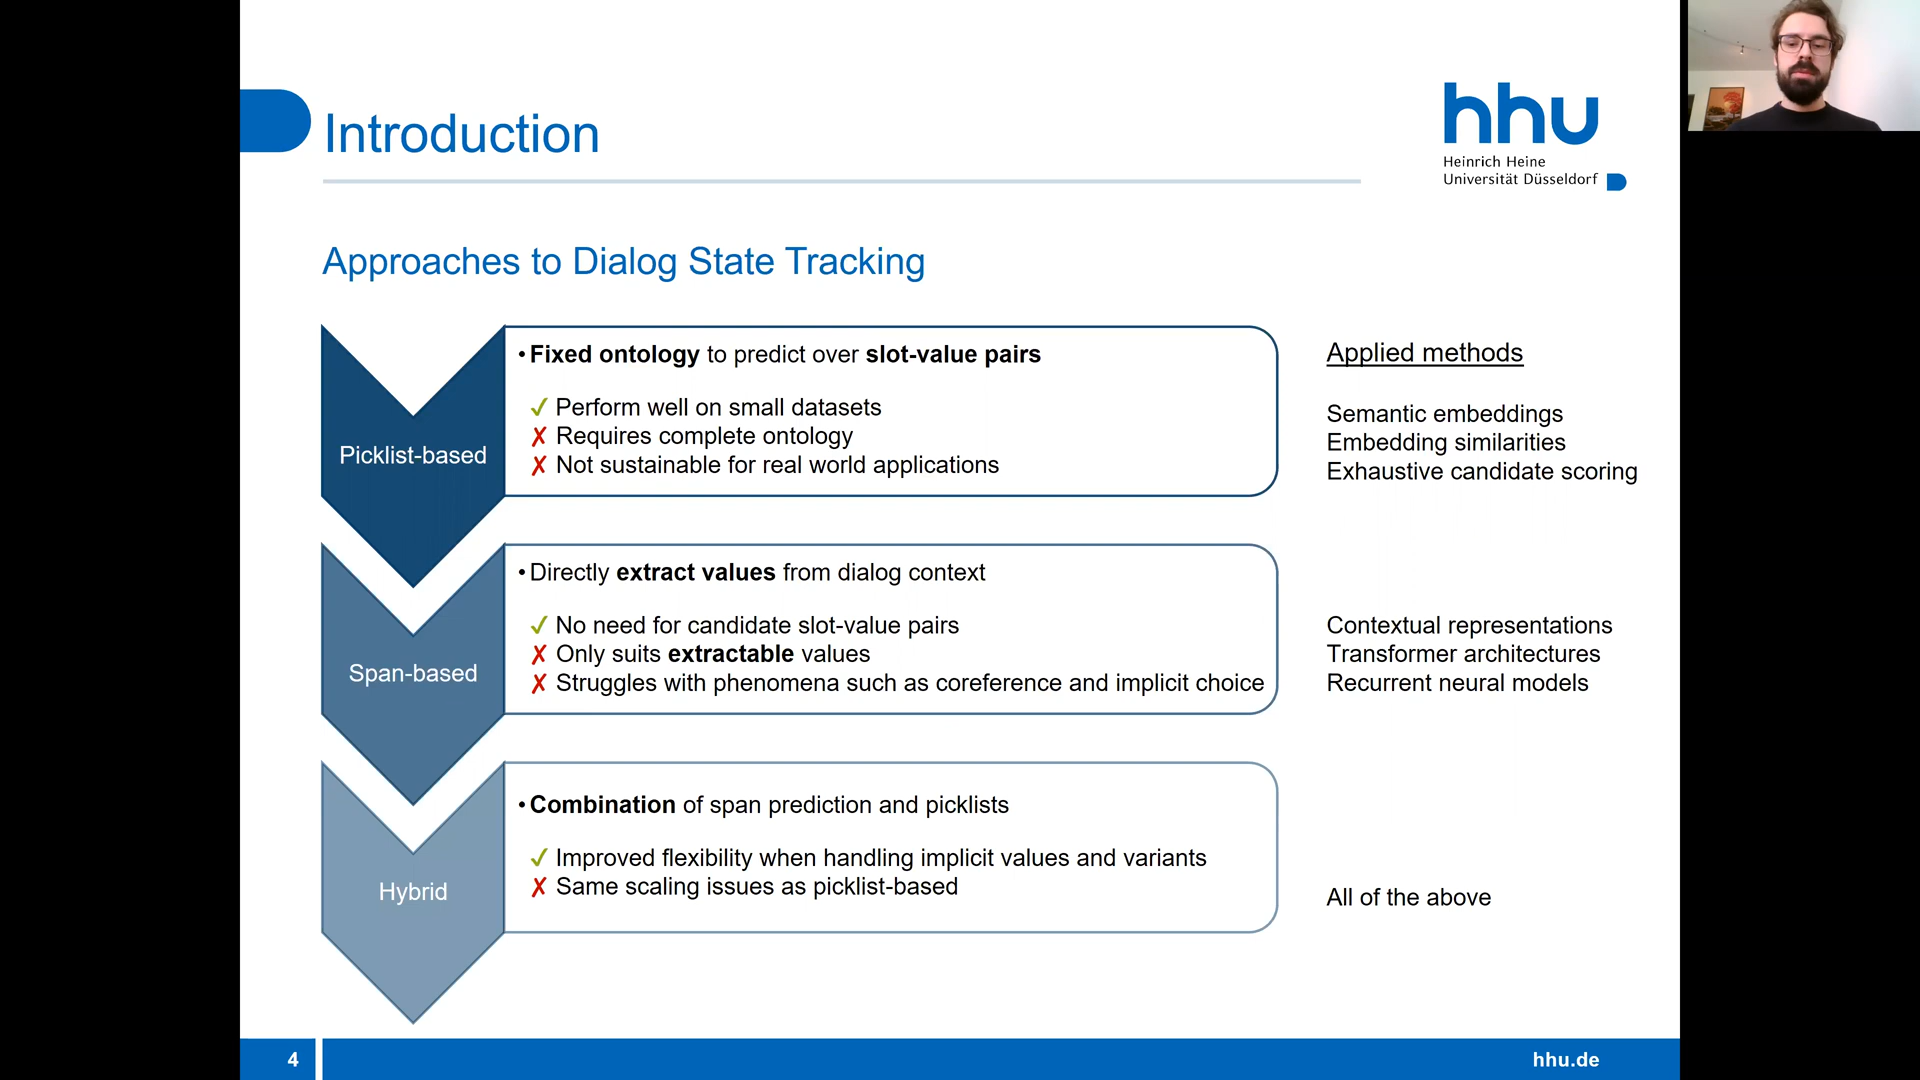 Introduction
hhu
Heinrich Heine
Universität Düsseldorf
Approaches to Dialog State Tracking
Picklist-based
•Fixed ontology to predict over slot-value pairs
✓ Perform well on small datasets
✗ Requires complete ontology
✗ Not sustainable for real world applications
Applied methods
Semantic embeddings
Embedding similarities
Exhaustive candidate scoring
Span-based
•Directly extract values from dialog context
✓ No need for candidate slot-value pairs
✗ Only suits extractable values
✗ Struggles with phenomena such as coreference and implicit choice
Contextual representations
Transformer architectures
Recurrent neural models
Hybrid
•Combination of span prediction and picklists
✓ Improved flexibility when handling implicit values and variants
✗ Same scaling issues as picklist-based
All of the above
4
hhu.de